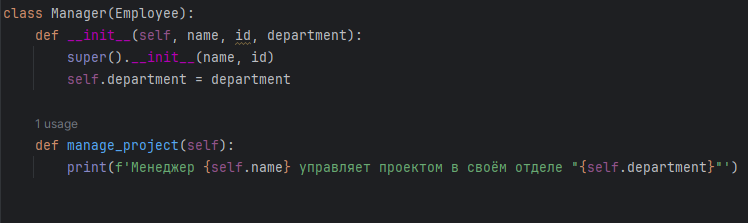 class Manager(Employee):
    def __init__(self, name, id, department):
        super().__init__(name, id)
        self.department = department
    1 usage
    def manage_project(self):
        print(f'Менеджер {self.name} управляет проектом в своём отделе "{self.department}"')